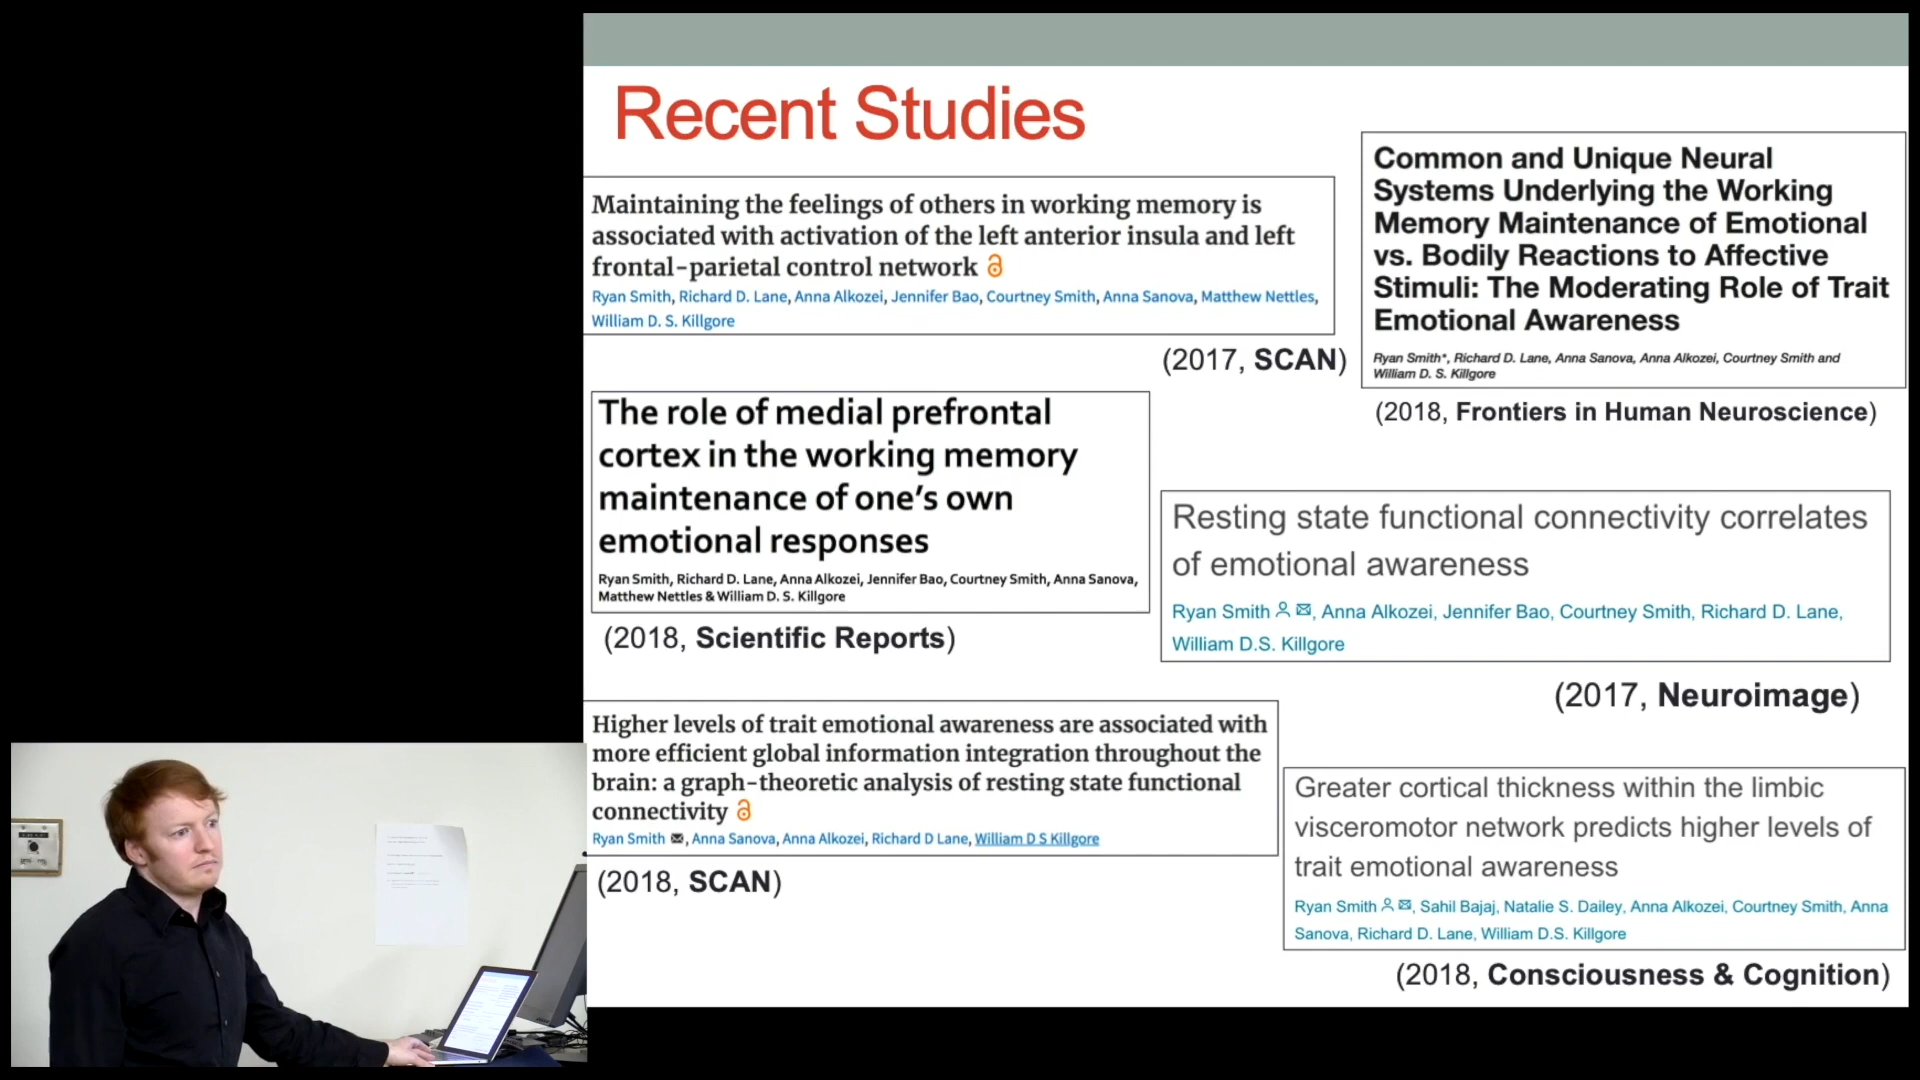 Recent Studies
Maintaining the feelings of others in working memory is
associated with activation of the left anterior insula and left
frontal-parietal control network
Ryan Smith, Richard D. Lane, Anna Alkozei, Jennifer Bao, Courtney Smith, Anna Sanova, Matthew Nettles,
William D. S. Killgore
(2017, SCAN)
Common and Unique Neural
Systems Underlying the Working
Memory Maintenance of Emotional
vs. Bodily Reactions to Affective
Stimuli: The Moderating Role of Trait
Emotional Awareness
Ryan Smith*, Richard D. Lane, Anna Sanova, Anna Alkozei, Courtney Smith and
William D. S. Killgore
(2018, Frontiers in Human Neuroscience)
The role of medial prefrontal
cortex in the working memory
maintenance of one’s own
emotional responses
Ryan Smith, Richard D. Lane, Anna Alkozei, Jennifer Bao, Courtney Smith, Anna Sanova,
Matthew Nettles & William D. S. Killgore
(2018, Scientific Reports)
Resting state functional connectivity correlates
of emotional awareness
Ryan Smith, Anna Alkozei, Jennifer Bao, Courtney Smith, Richard D. Lane,
William D.S. Killgore
(2017, Neuroimage)
Higher levels of trait emotional awareness are associated with
more efficient global information integration throughout the
brain: a graph-theoretic analysis of resting state functional
connectivity
Ryan Smith, Anna Sanova, Anna Alkozei, Richard D Lane, William D S Killgore
(2018, SCAN)
Greater cortical thickness within the limbic
visceromotor network predicts higher levels of
trait emotional awareness
Ryan Smith, Sahil Bajaj, Natalie S. Dailey, Anna Alkozei, Courtney Smith, Anna
Sanova, Richard D. Lane, William D.S. Killgore
(2018, Consciousness & Cognition)